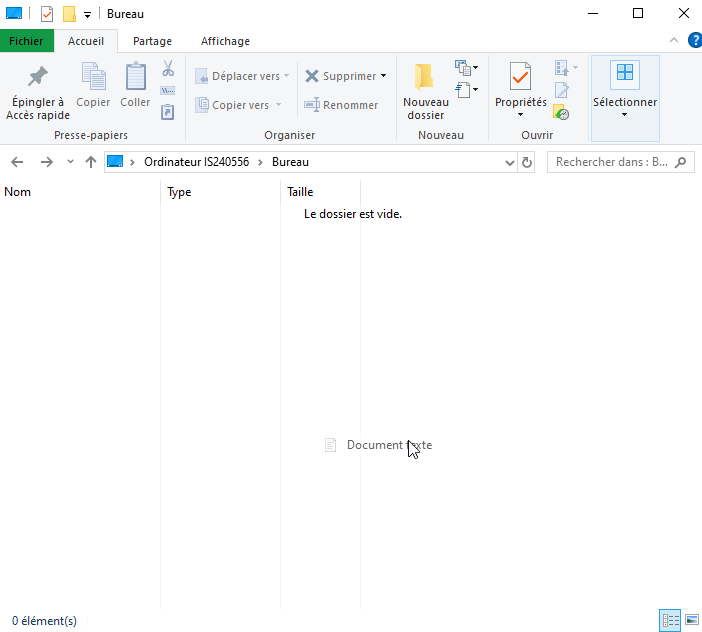 Bureau
Fichier Accueil Partage Affichage
?
Épingler à Accès rapide
Copier
Coller
Déplacer vers
Copier vers
Supprimer
Renommer
Nouveau dossier
Propriétés
Sélectionner
Presse-papiers Organiser Nouveau Ouvrir
Ordinateur IS240556 > Bureau
Rechercher dans : B...
Nom Type Taille
Le dossier est vide.
Document texte
0 élément(s)